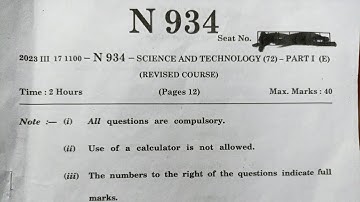 N 934
Seat No.
2023 III 17 1100 – N 934 – SCIENCE AND TECHNOLOGY (72) – PART I (E)
(REVISED COURSE)
Time : 2 Hours (Pages 12) Max. Marks : 40
Note :– (i) All questions are compulsory.
(ii) Use of a calculator is not allowed.
(iii) The numbers to the right of the questions indicate full
marks.